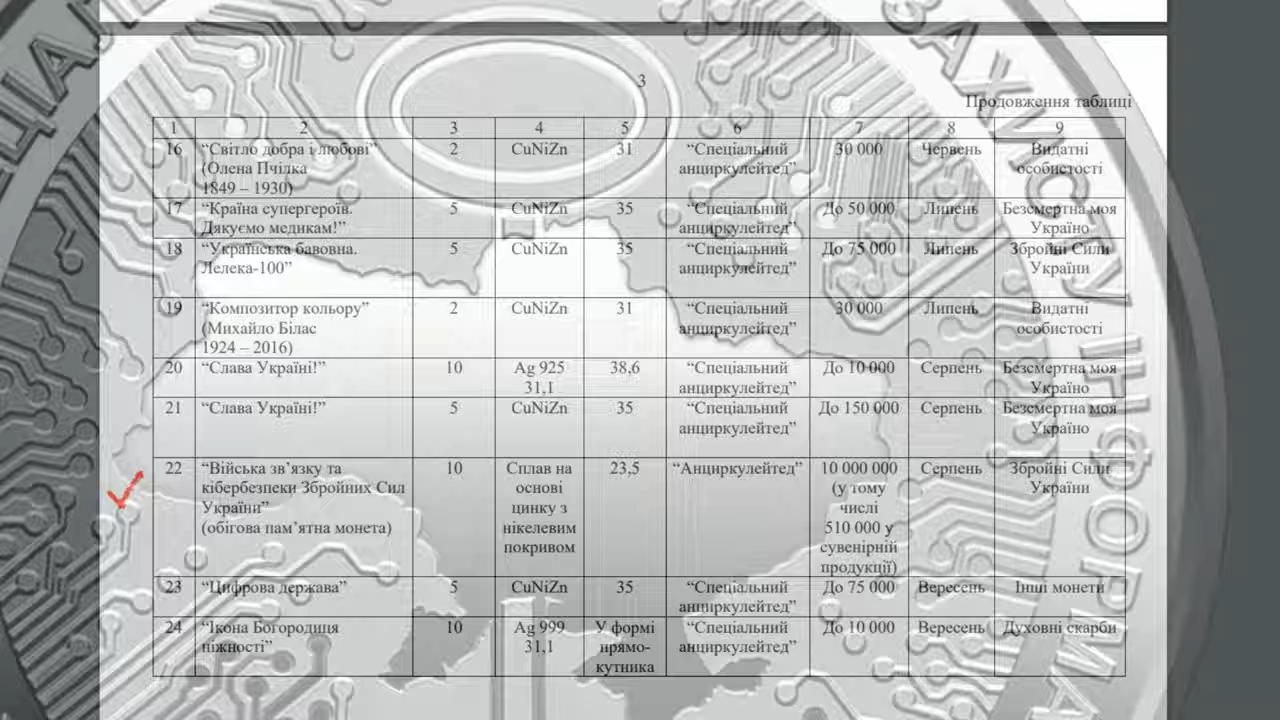 3
Продовження таблиці
1 2 3 4 5 6 7 8 9
16 “Світло добра і любові” 2 CuNiZn 31 “Спеціальний 30 000 Червень Видатні
(Олена Пчілка анциркулейтед” особистості
1849 – 1930)
17 “Країна супергероїв. 5 CuNiZn 35 “Спеціальний До 50 000 Липень Безсмертна моя
Дякуємо медикам!” анциркулейтед” Україно
18 “Українська бавовна. 5 CuNiZn 35 “Спеціальний До 75 000 Липень Збройні Сили
Лелека-100” анциркулейтед” України
19 “Композитор кольору” 2 CuNiZn 31 “Спеціальний 30 000 Липень Видатні
(Михайло Білас анциркулейтед” особистості
1924 – 2016)
20 “Слава Україні!” 10 Ag 925 38,6 “Спеціальний До 10 000 Серпень Безсмертна моя
31,1 анциркулейтед” Україно
21 “Слава Україні!” 5 CuNiZn 35 “Спеціальний До 150 000 Серпень Безсмертна моя
анциркулейтед” Україно
22 “Війська зв’язку та 10 Сплав на 23,5 “Анциркулейтед” 10 000 000 Серпень Збройні Сили
кібербезпеки Збройних Сил основі (у тому України
України” цинку з числі
(обігова пам’ятна монета) нікелевим 510 000 у
покривом сувенірній
продукції)
23 “Цифрова держава” 5 CuNiZn 35 “Спеціальний До 75 000 Вересень Інші монети
анциркулейтед”
24 “Ікона Богородиця 10 Ag 999 У формі “Спеціальний До 10 000 Вересень Духовні скарби
ніжності” 31,1 прямо- анциркулейтед”
кутника
ЗАХИСТУ ІНФОРМА